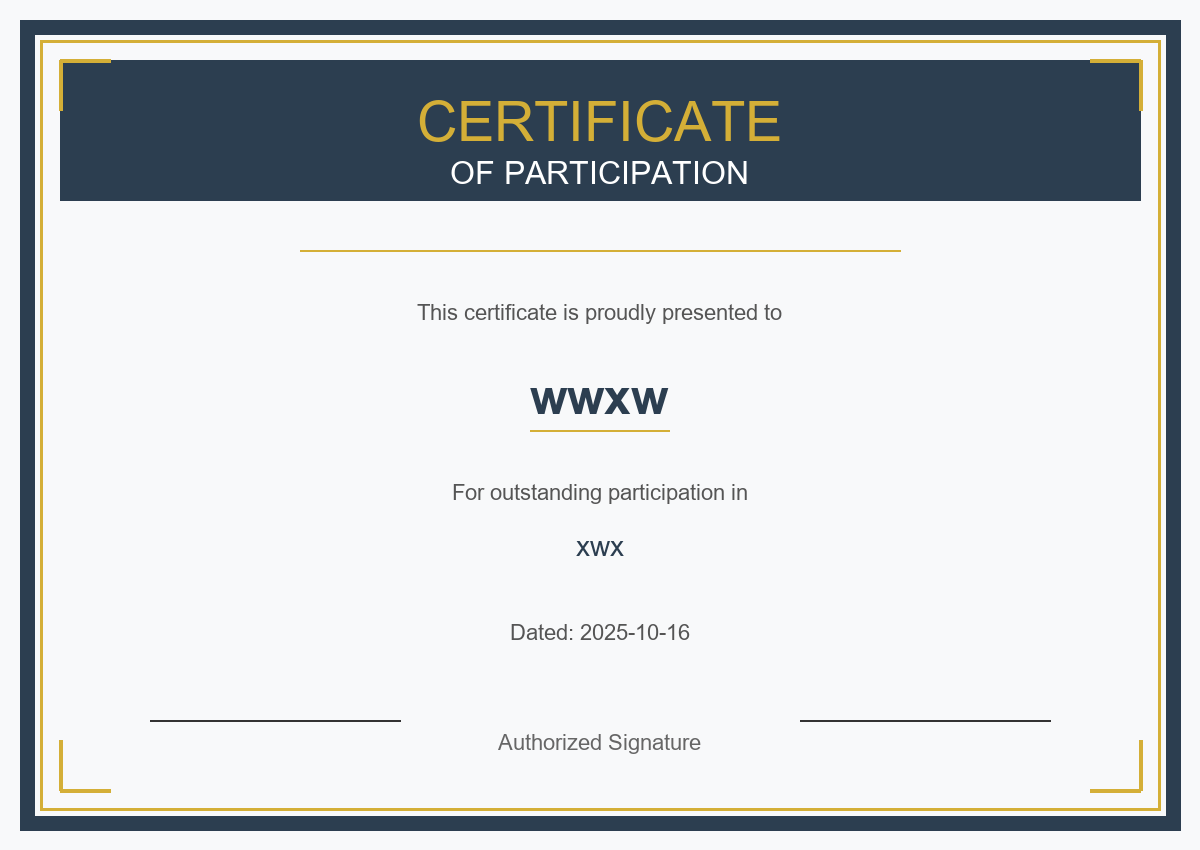 CERTIFICATE
OF PARTICIPATION
This certificate is proudly presented to
wwxw
For outstanding participation in
xwx
Dated: 2025-10-16
Authorized Signature